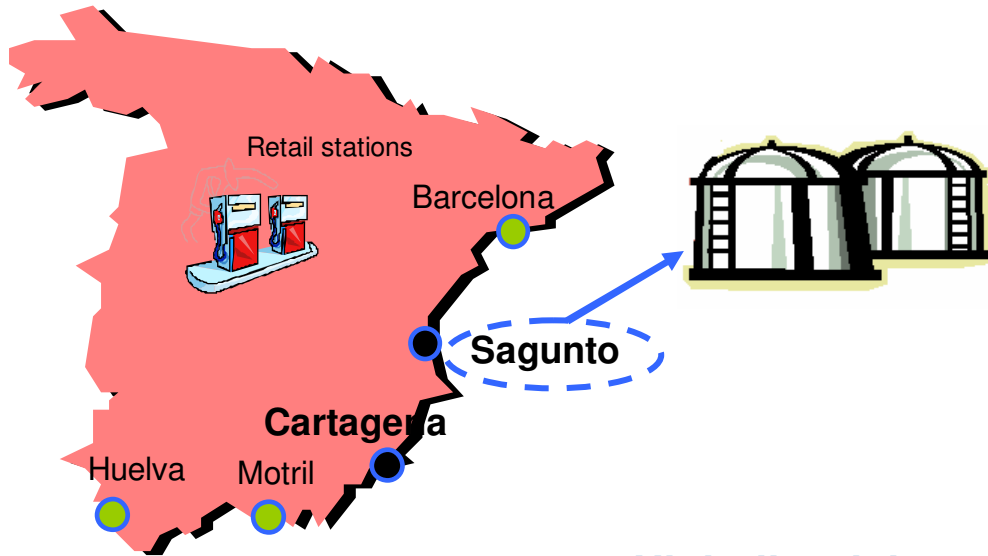 Retail stations
Barcelona
Sagunto
Cartagena
Huelva
Motril